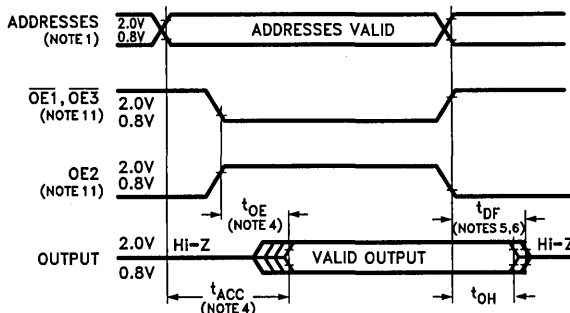 ADDRESSES
(NOTE 1)
2.0V
0.8V
ADDRESSES VALID
OE1, OE3
(NOTE 11)
2.0V
0.8V
OE2
(NOTE 11)
2.0V
0.8V
tOE
(NOTE 4)
tDF
(NOTES 5,6)
OUTPUT
2.0V
0.8V
Hi-Z
VALID OUTPUT
Hi-Z
tACC
(NOTE 4)
tOH